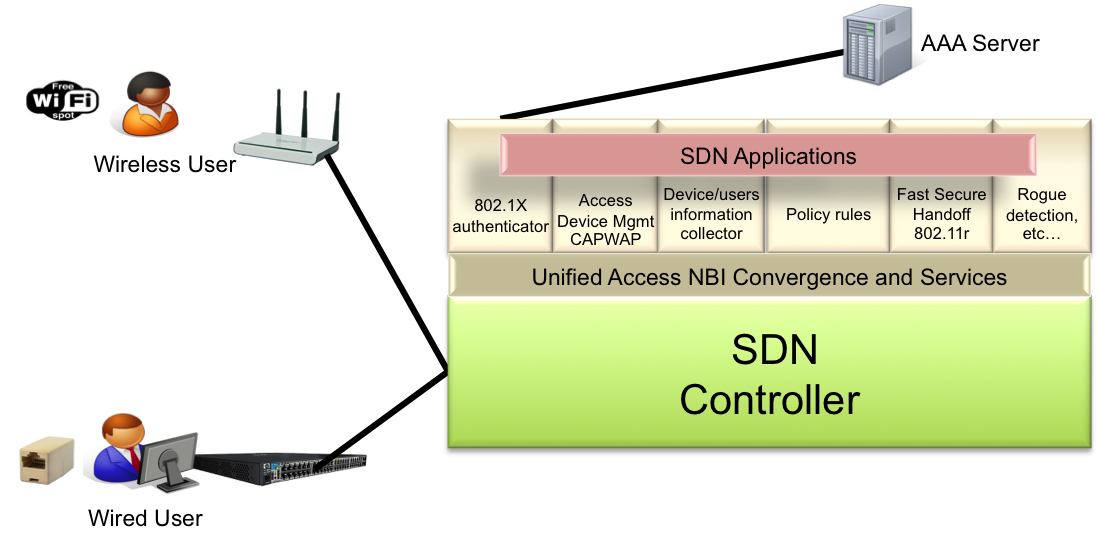 AAA Server
Free
WiFi
spot
Wireless User
SDN Applications
802.1X
authenticator
Access
Device Mgmt
CAPWAP
Device/users
information
collector
Policy rules
Fast Secure
Handoff
802.11r
Rogue
detection,
etc…
Unified Access NBI Convergence and Services
SDN
Controller
Wired User